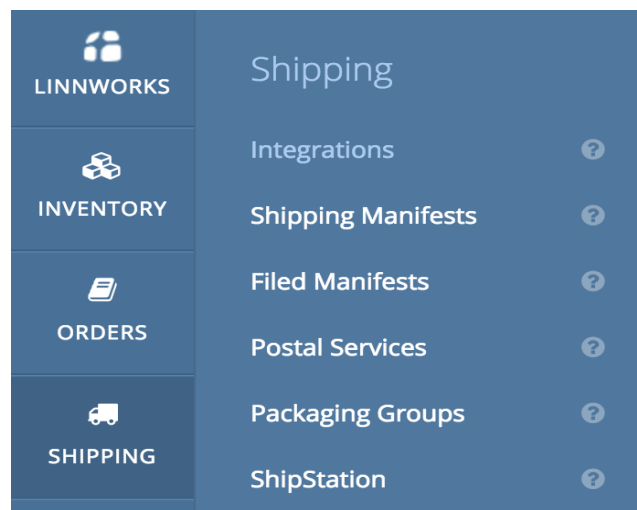 LINNWORKS
INVENTORY
ORDERS
SHIPPING
Shipping
Integrations ?
Shipping Manifests ?
Filed Manifests ?
Postal Services ?
Packaging Groups ?
ShipStation ?